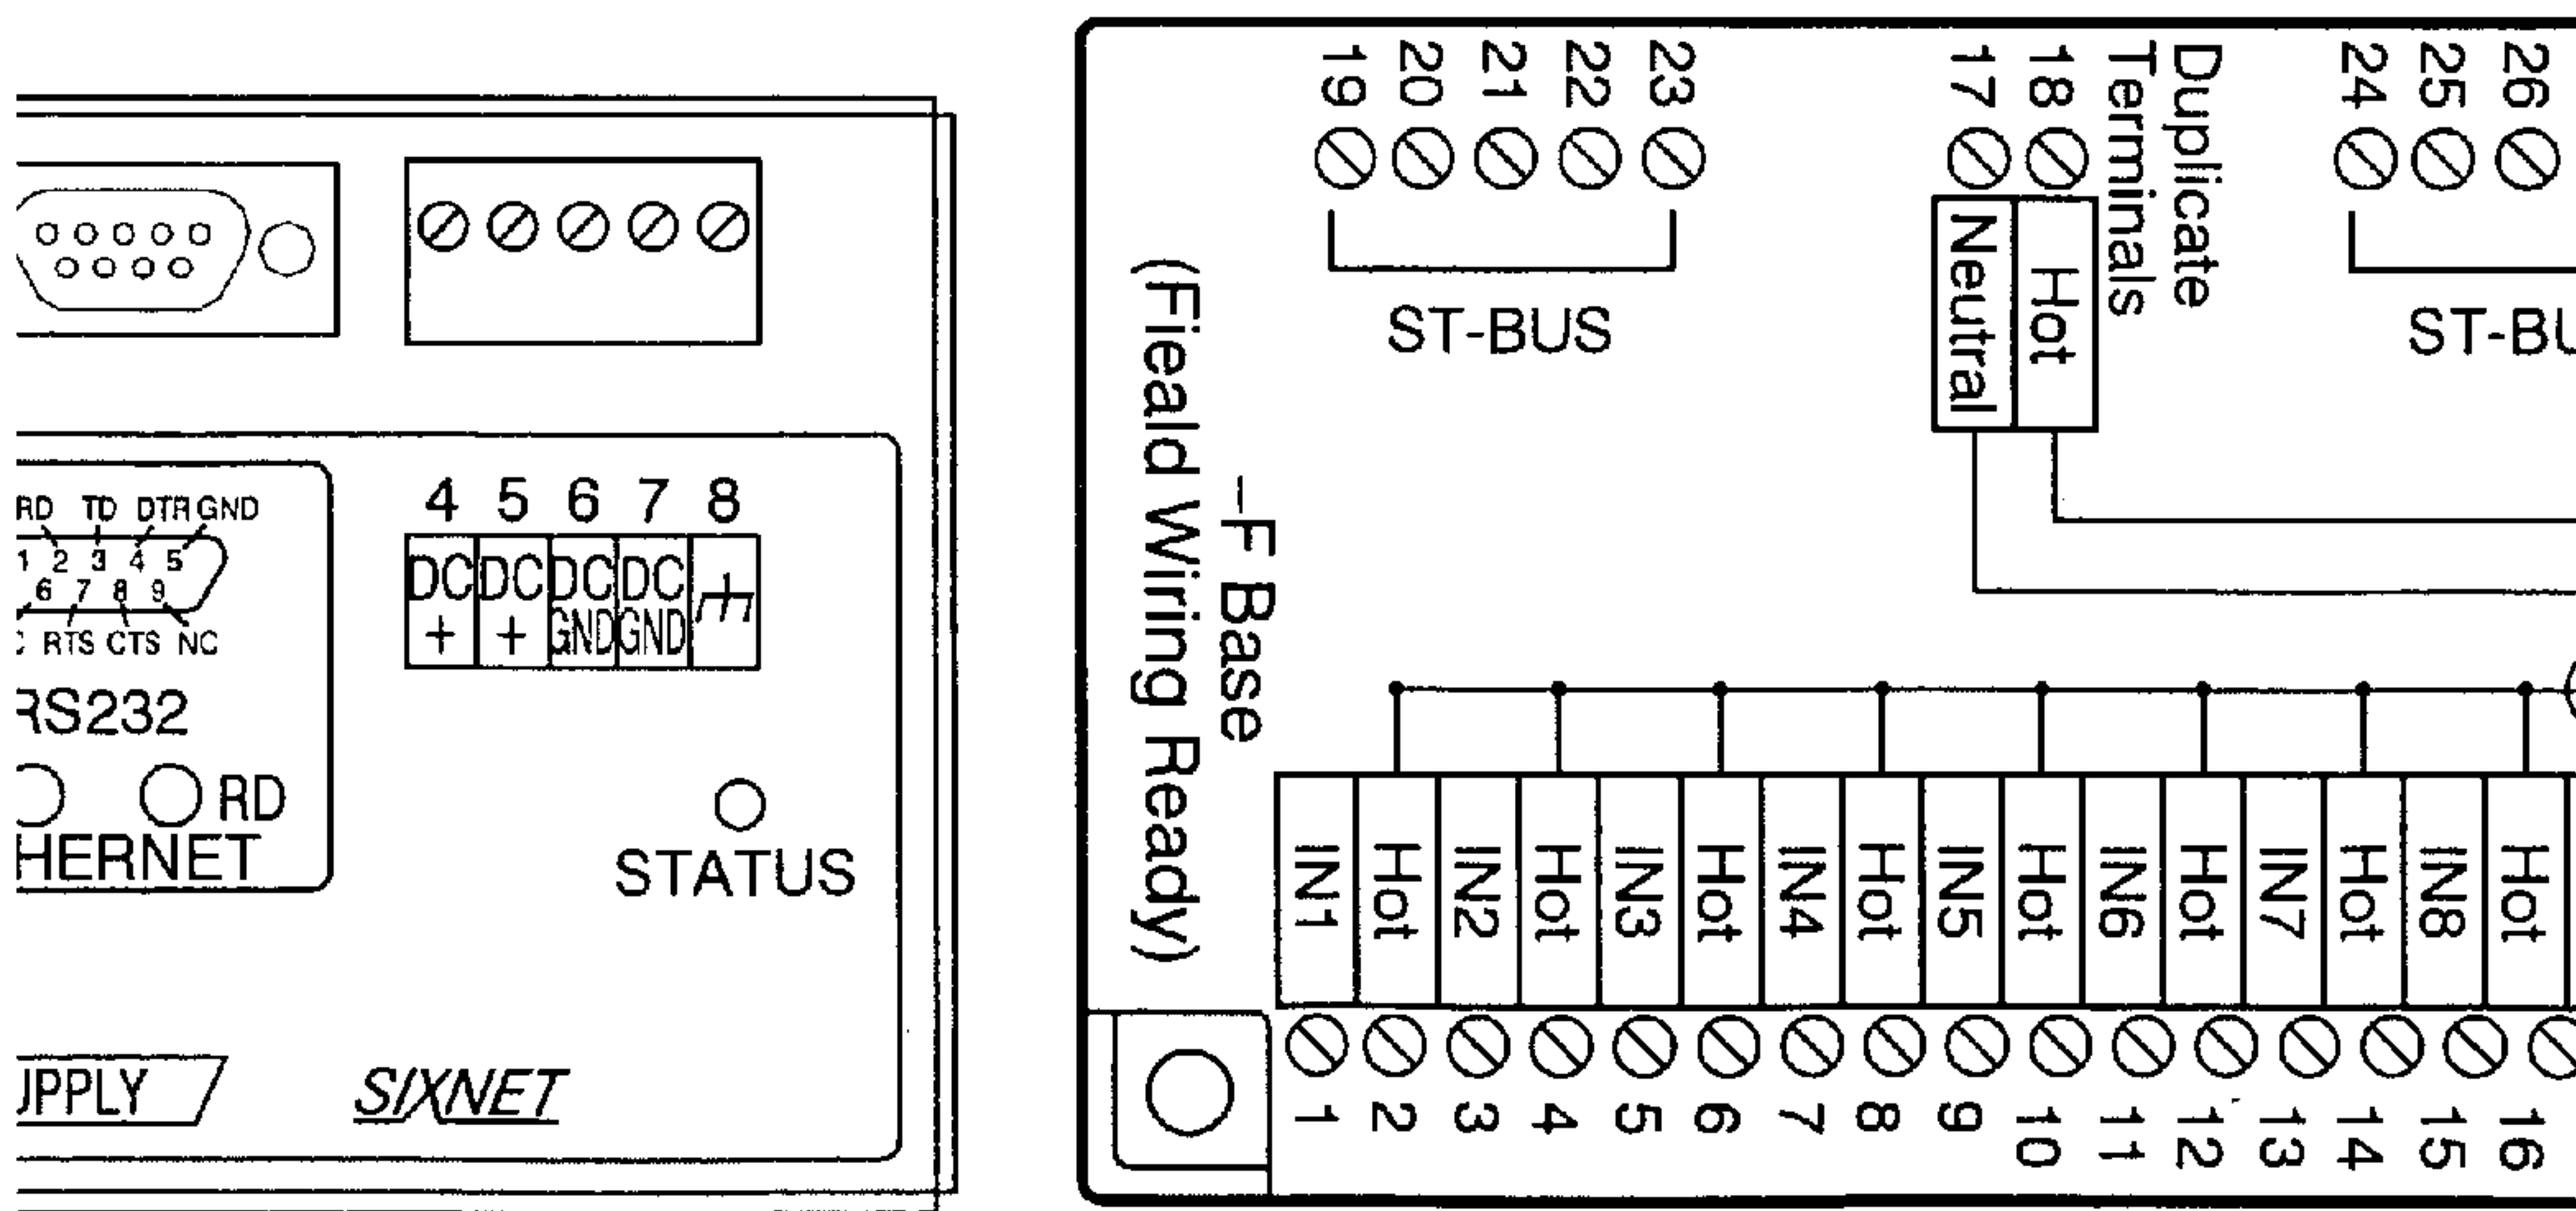 RD TD DTR GND
1 2 3 4 5
6 7 8 9
C RTS CTS NC
RS232
RD
HERNET
UPPLY
SIXNET
4 5 6 7 8
DC DC DC DC
+ + GND GND
STATUS
19 20 21 22 23
ST-BUS
17 18
Neutral
Hot
Duplicate
Terminals
24 25 26
ST-BU
-F Base
(Fieald Wiring Ready)
IN1 Hot IN2 Hot IN3 Hot IN4 Hot IN5 Hot IN6 Hot IN7 Hot IN8 Hot
1 2 3 4 5 6 7 8 9 10 11 12 13 14 15 16